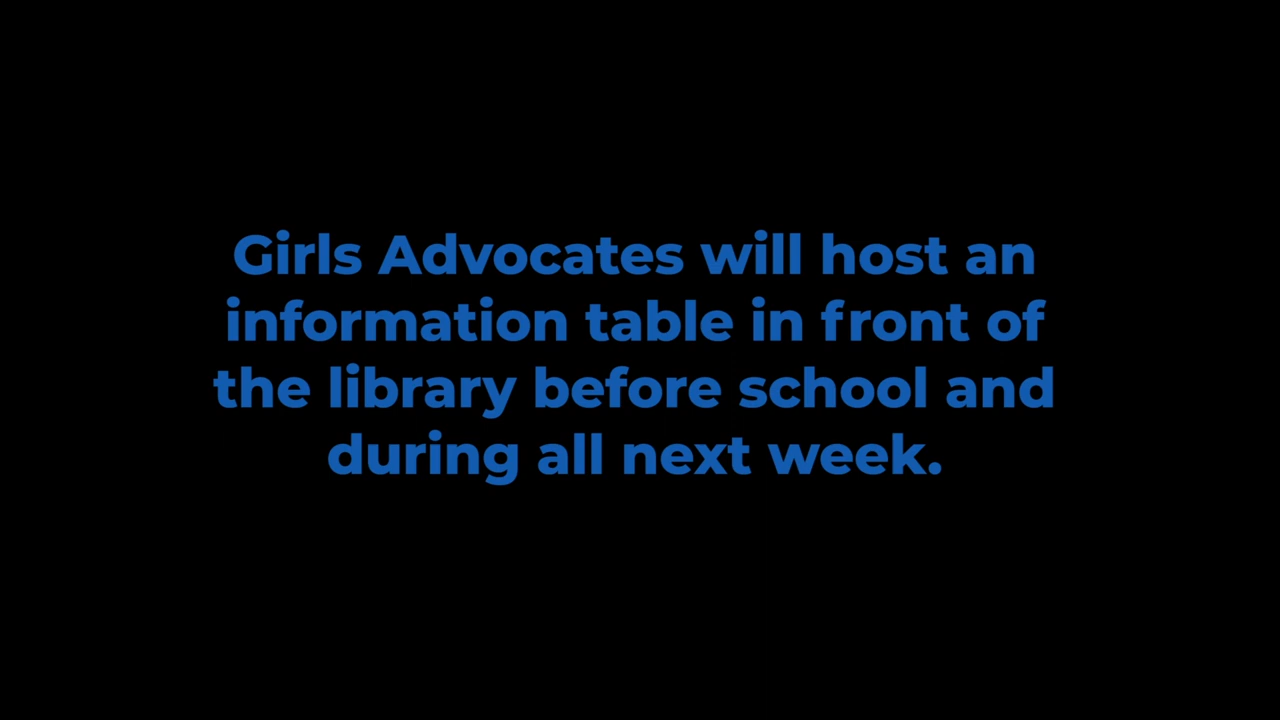 Girls Advocates will host an
information table in front of
the library before school and
during all next week.